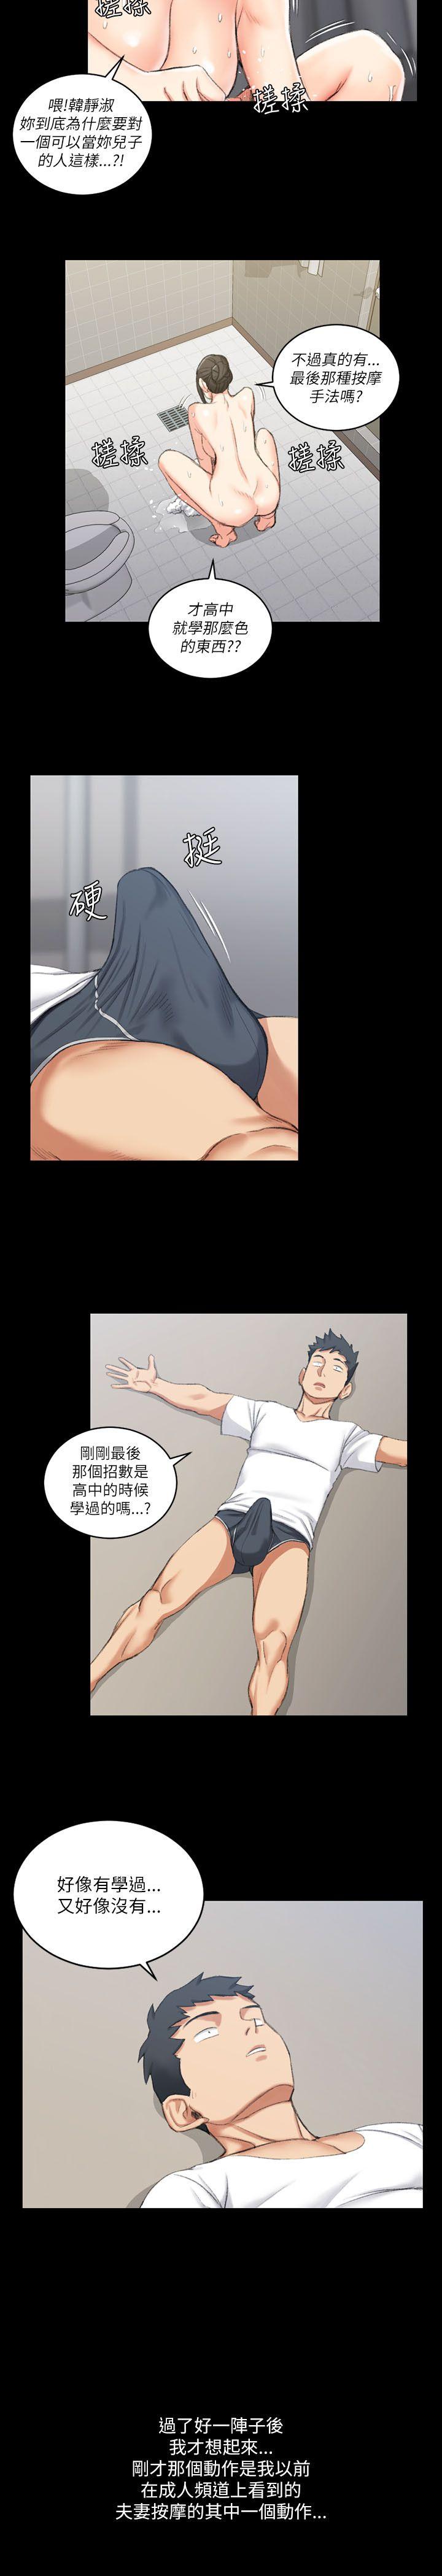 搓揉
搓揉
喂!韓靜淑
妳到底為什麼要對
一個可以當妳兒子
的人這樣...?!
不過真的有...
最後那種按摩
手法嗎?
搓揉
搓揉
才高中
就學那麼色
的東西??
挺
硬
剛剛最後
那個招數是
高中的時候
學過的嗎...?
好像有學過...
又好像沒有...
過了好一陣子後
我才想起來...
剛才那個動作是我以前
在成人頻道上看到的
夫妻按摩的其中一個動作...